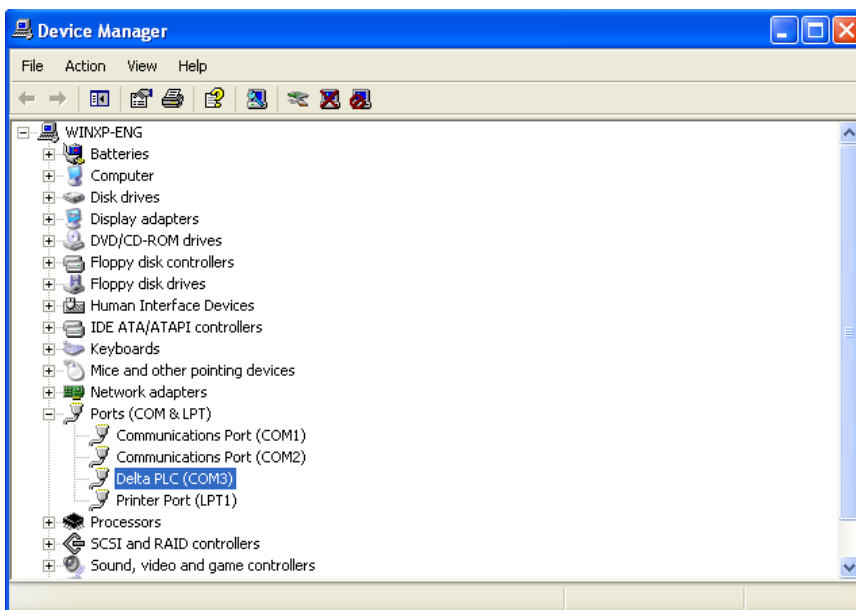 Device Manager
File Action View Help
WINXP-ENG
Batteries
Computer
Disk drives
Display adapters
DVD/CD-ROM drives
Floppy disk controllers
Floppy disk drives
Human Interface Devices
IDE ATA/ATAPI controllers
Keyboards
Mice and other pointing devices
Network adapters
Ports (COM & LPT)
Communications Port (COM1)
Communications Port (COM2)
Delta PLC (COM3)
Printer Port (LPT1)
Processors
SCSI and RAID controllers
Sound, video and game controllers